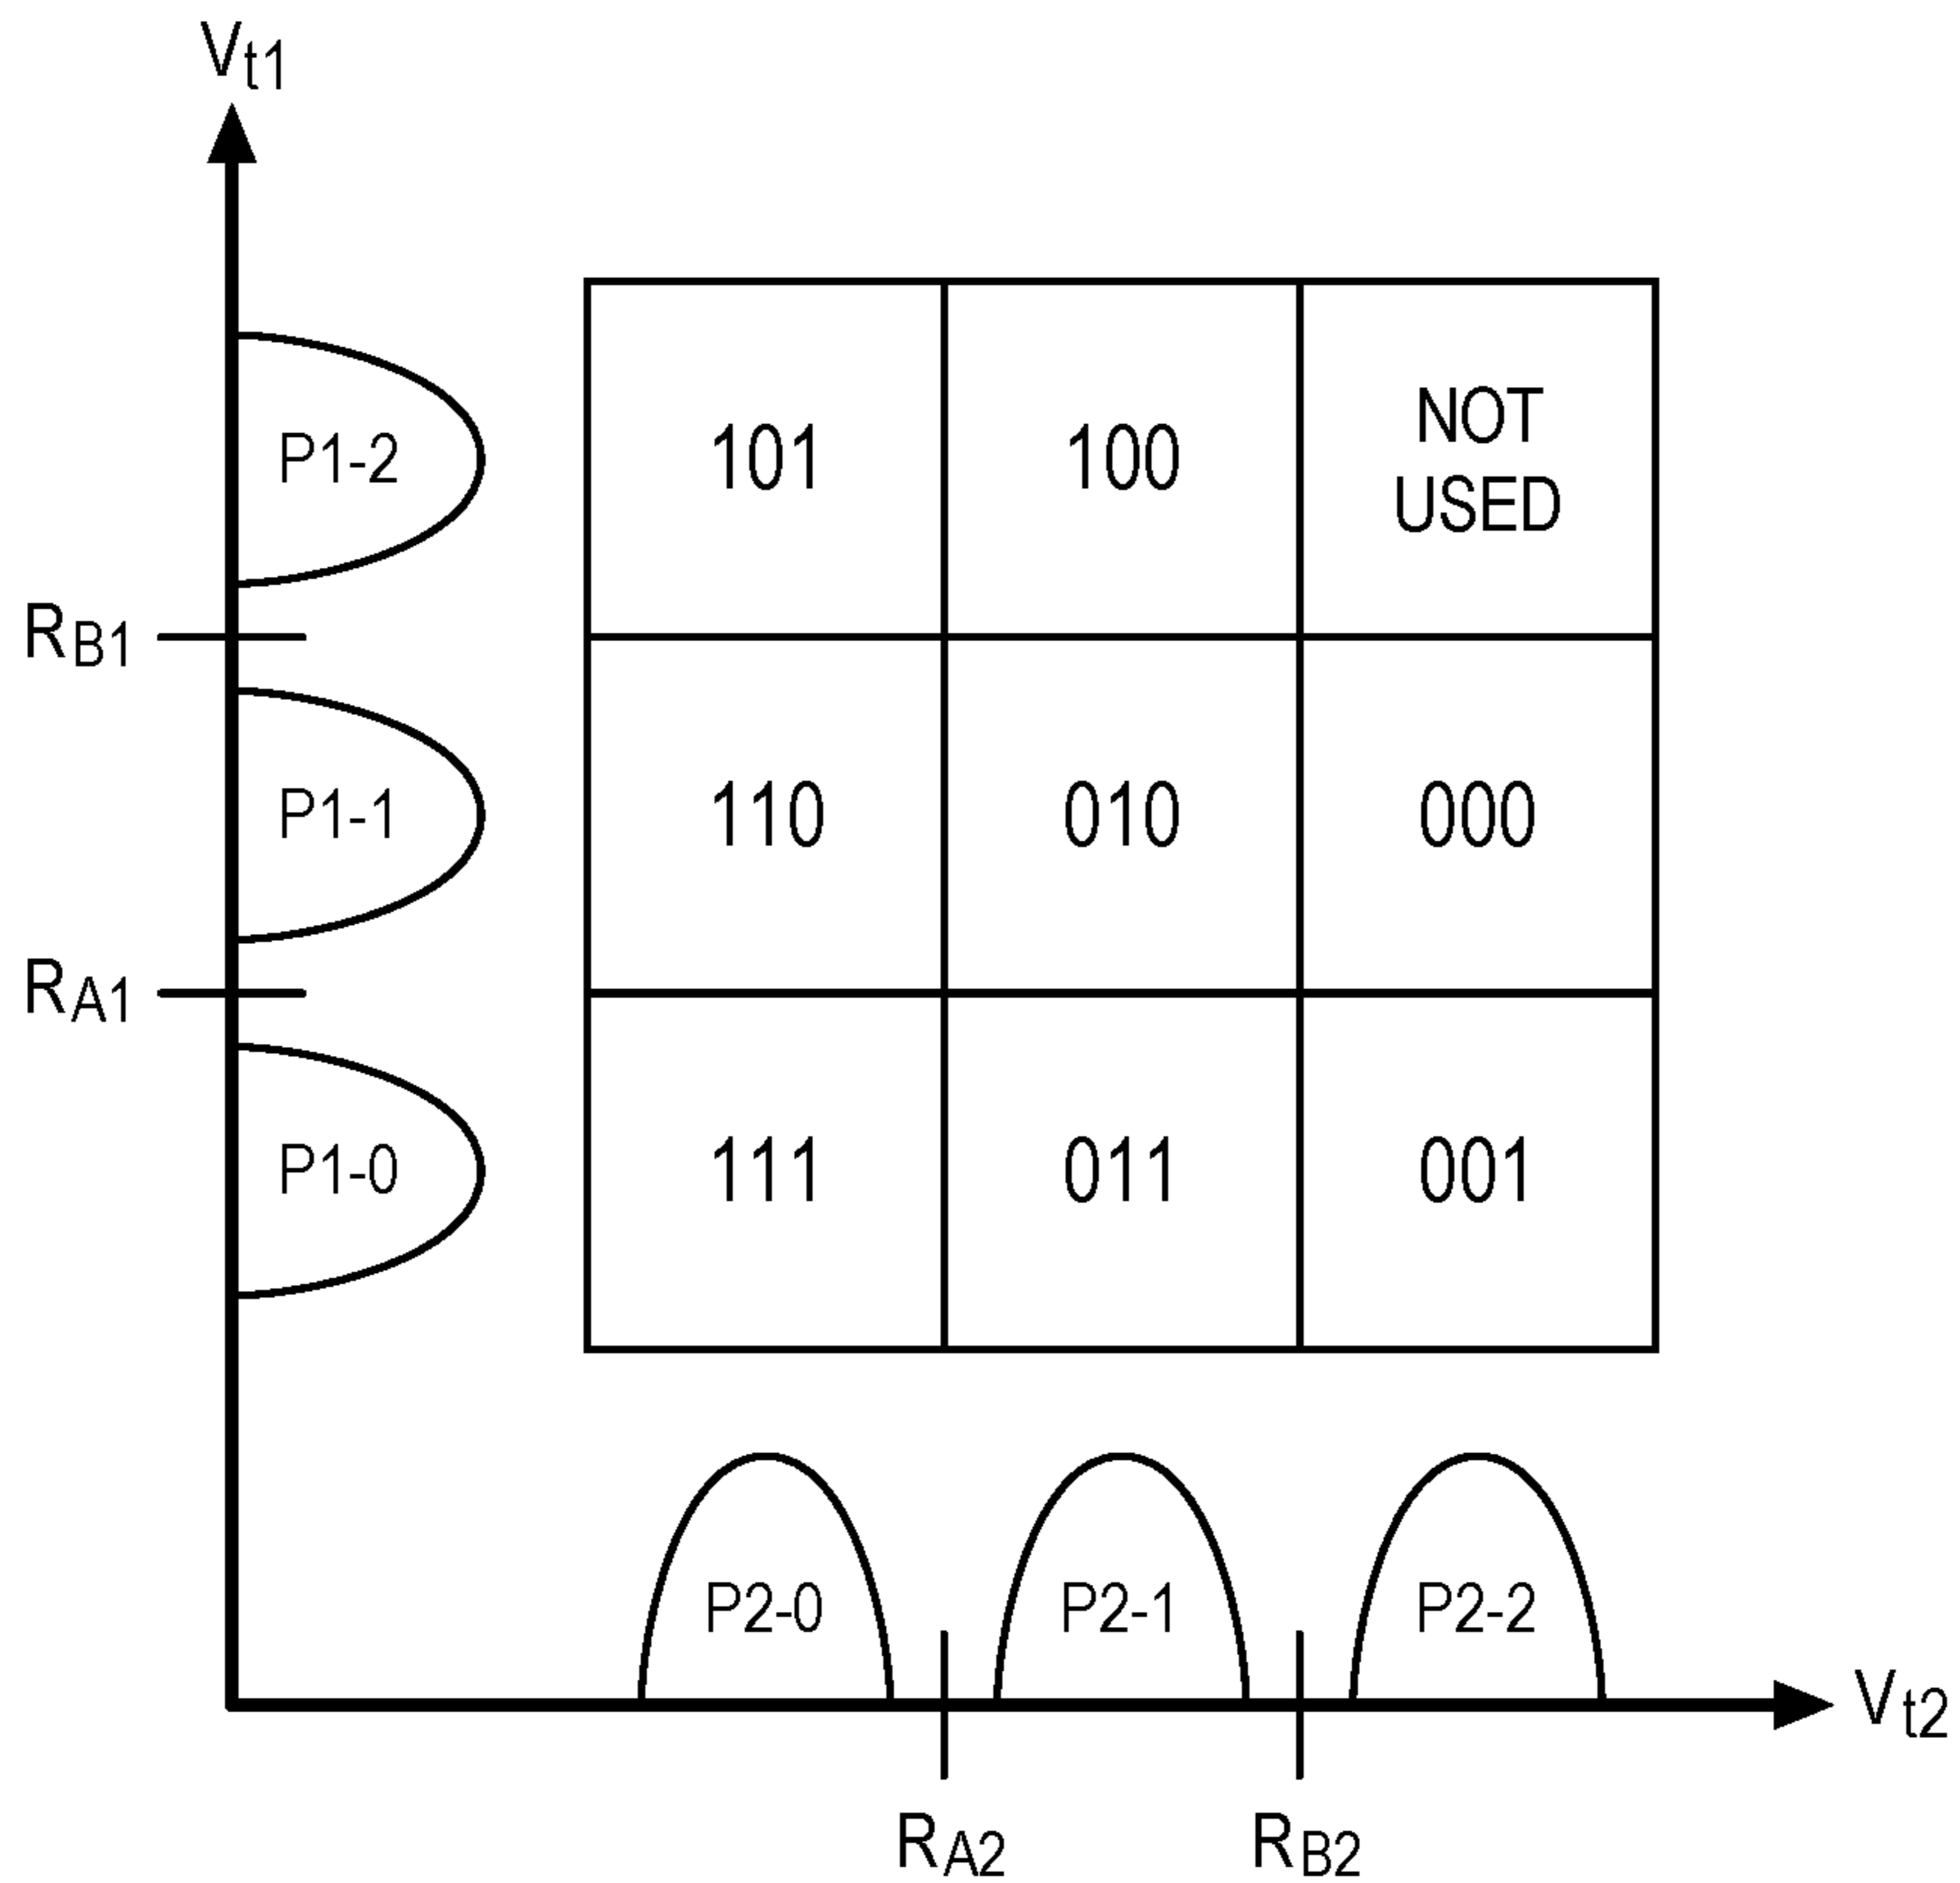 Vt1
P1-2
101
100
NOT
USED
RB1
P1-1
110
010
000
RA1
P1-0
111
011
001
P2-0
P2-1
P2-2
Vt2
RA2
RB2